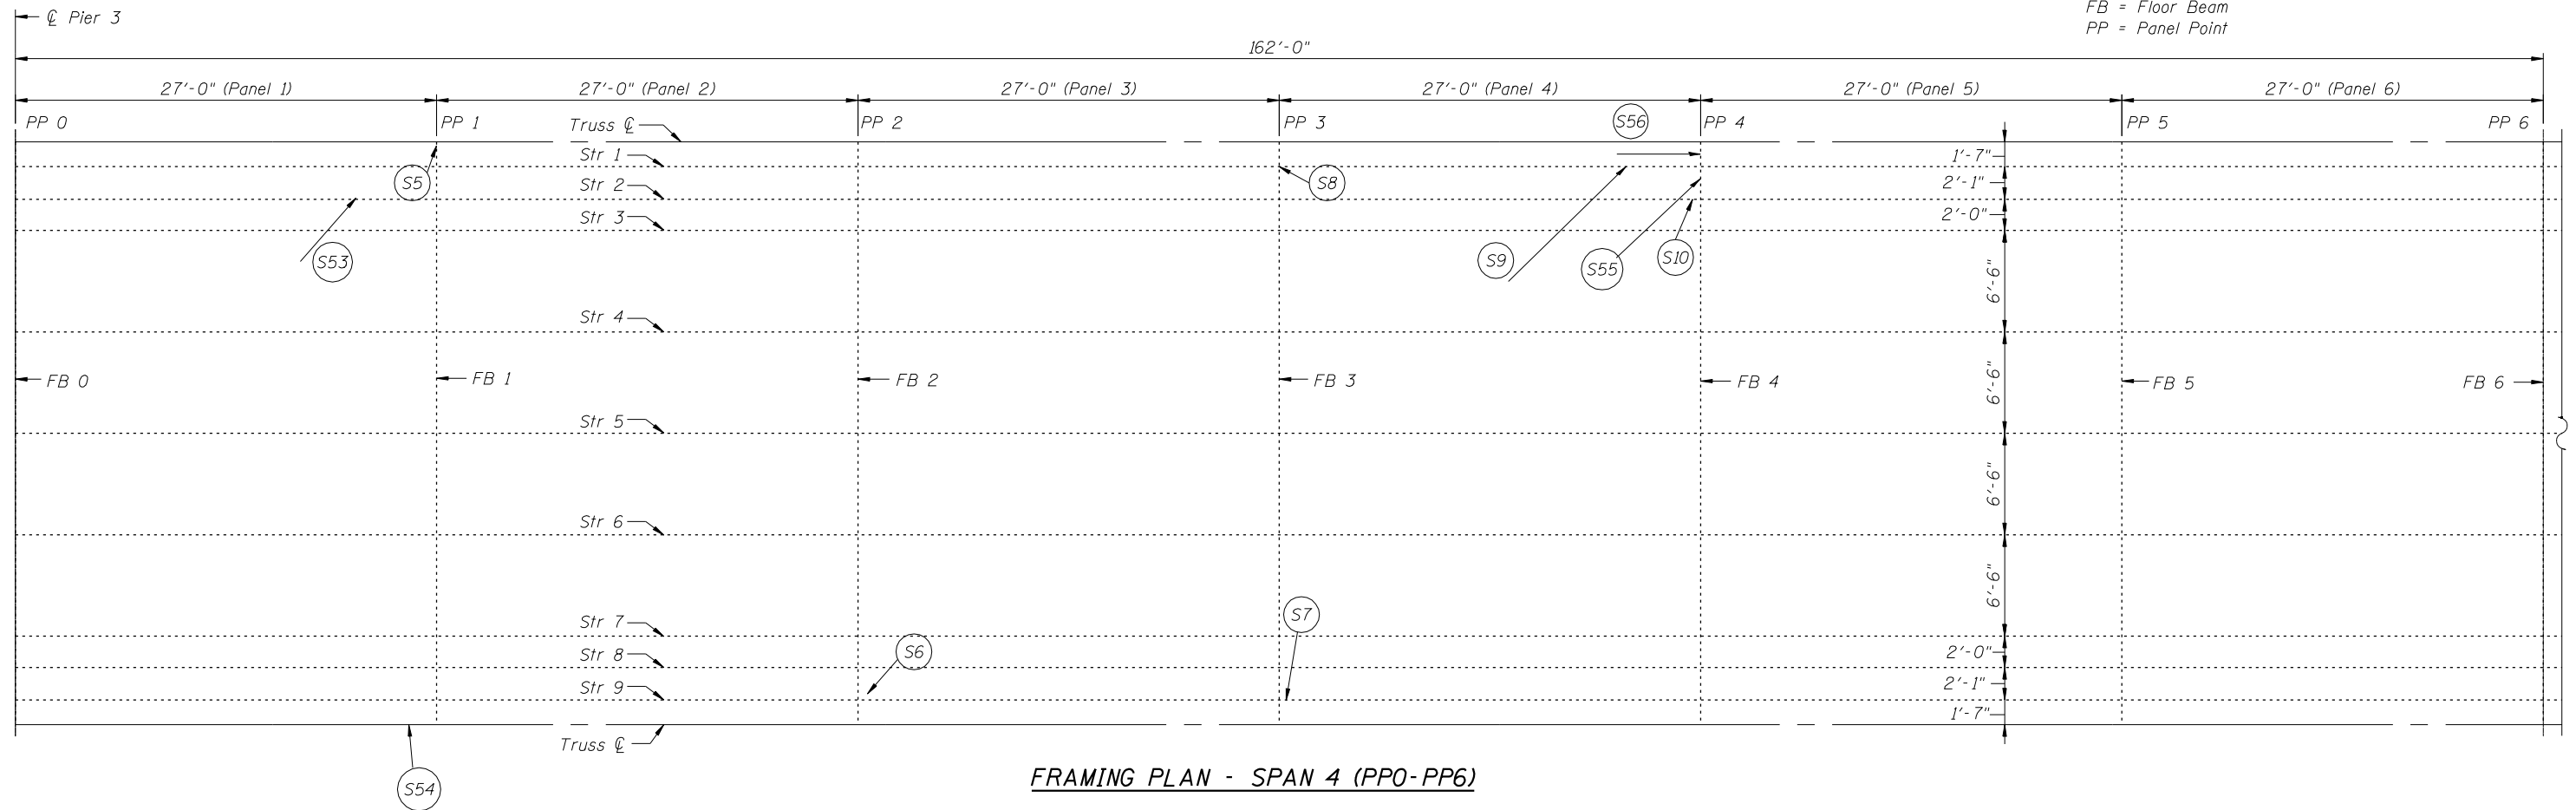 ℄ Pier 3
FB = Floor Beam
PP = Panel Point
162'-0"
27'-0" (Panel 1)
27'-0" (Panel 2)
27'-0" (Panel 3)
27'-0" (Panel 4)
27'-0" (Panel 5)
27'-0" (Panel 6)
PP 0
PP 1
Truss ℄
PP 2
PP 3
S56
PP 4
PP 5
PP 6
Str 1
1'-7"
S5
Str 2
S8
2'-1"
Str 3
2'-0"
S53
S9
S55
S10
6'-6"
Str 4
FB 0
FB 1
FB 2
FB 3
FB 4
6'-6"
FB 5
FB 6
Str 5
6'-6"
Str 6
6'-6"
S7
Str 7
S6
2'-0"
Str 8
Str 9
2'-1"
1'-7"
Truss ℄
S54
FRAMING PLAN - SPAN 4 (PP0-PP6)